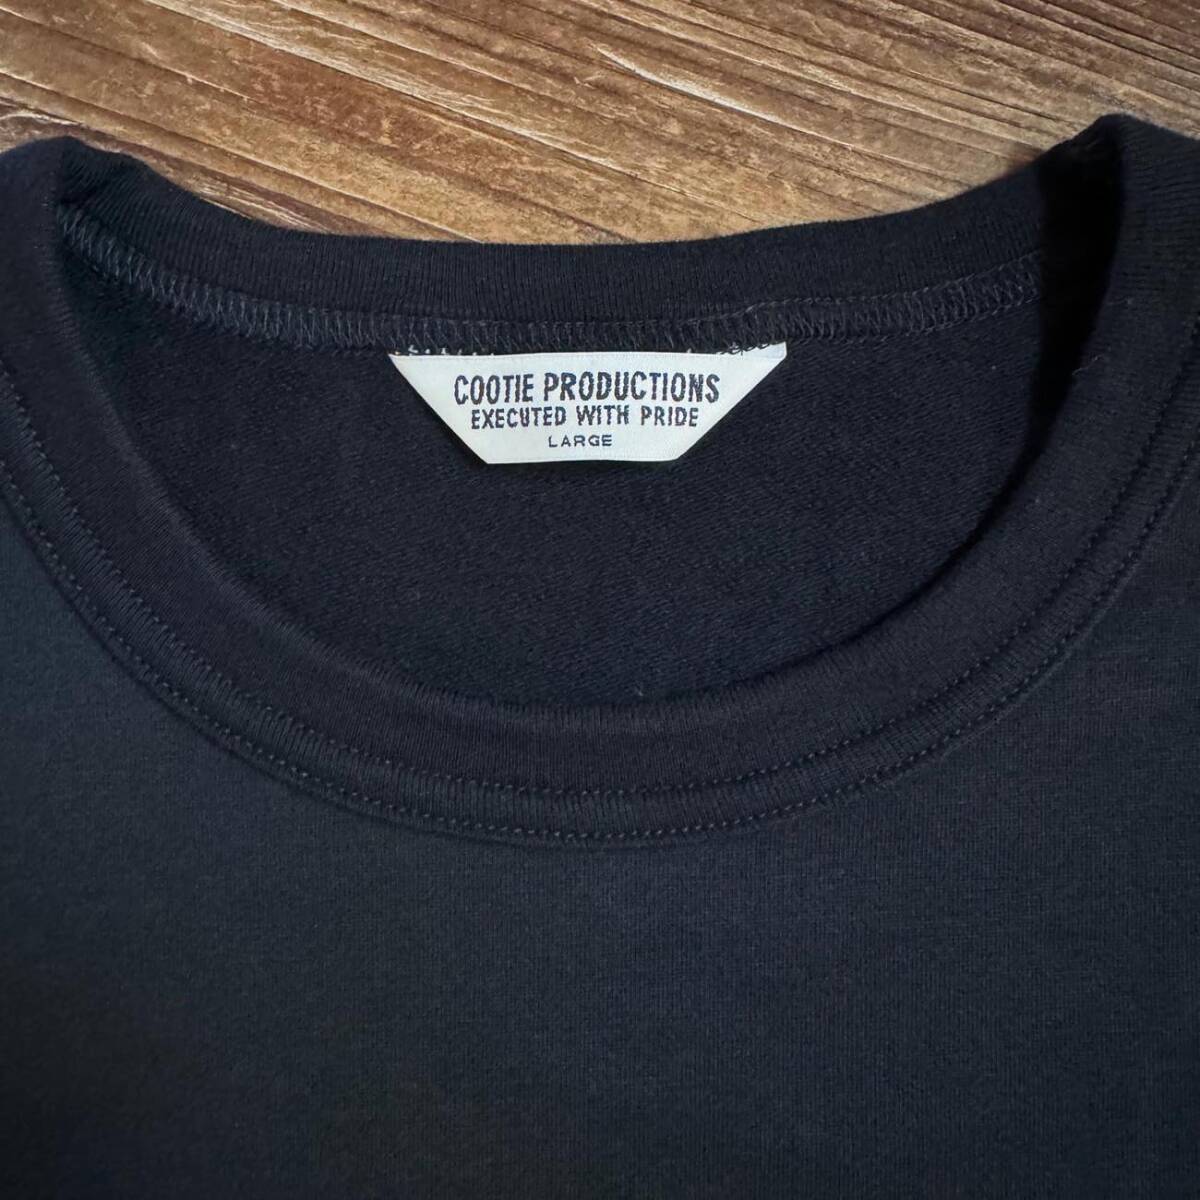 COOTIE PRODUCTIONS
EXECUTED WITH PRIDE
LARGE